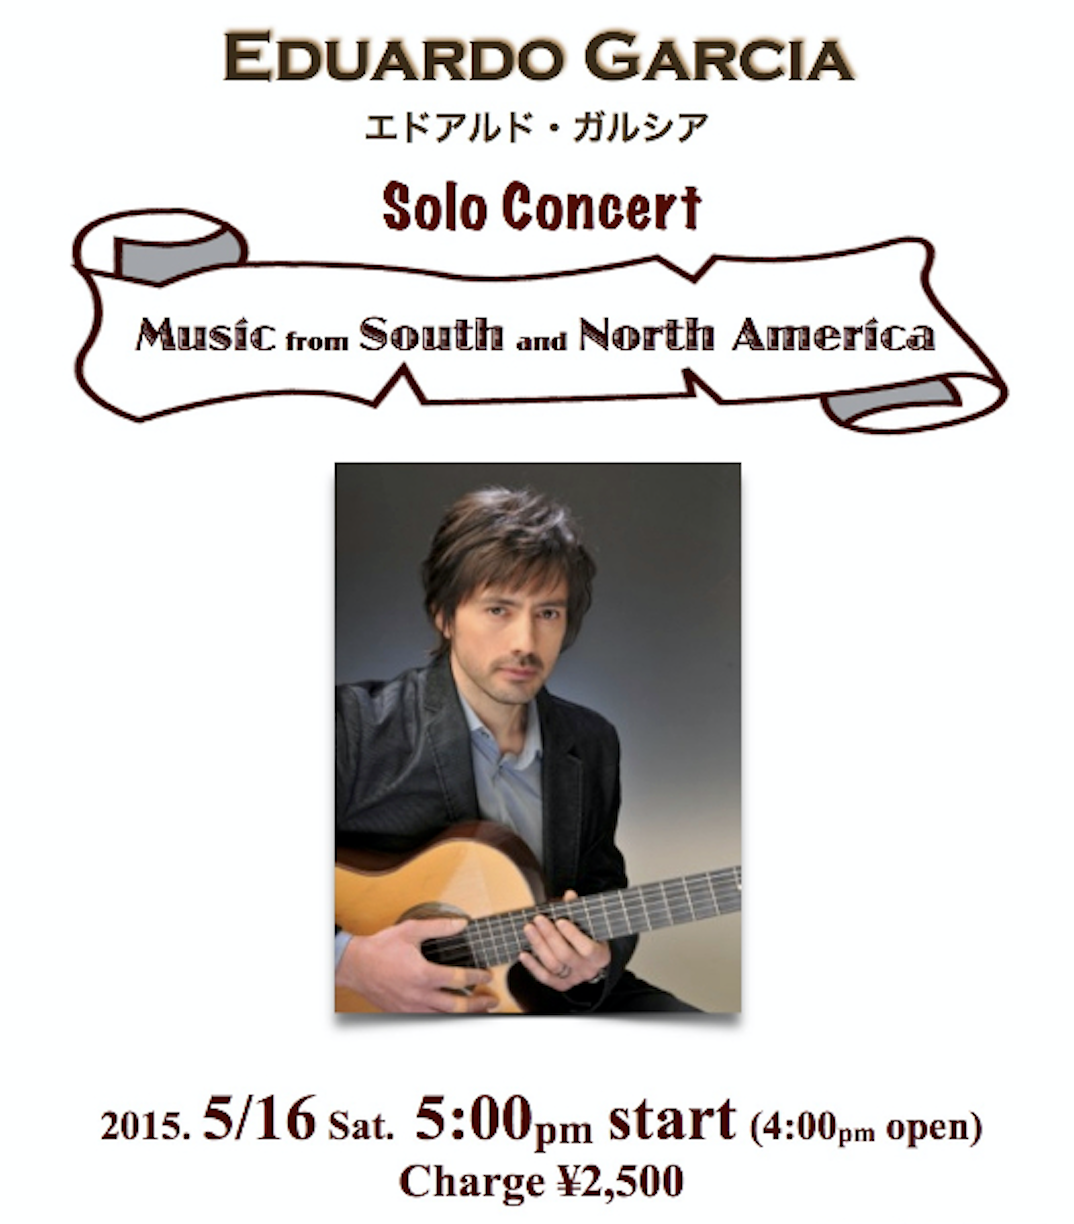 EDUARDO GARCIA
エドアルド・ガルシア
Solo Concert
Music from South and North America
2015. 5/16 Sat. 5:00pm start (4:00pm open)
Charge ¥2,500